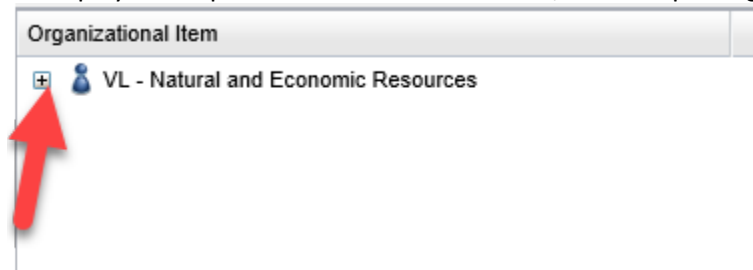 Organizational Item
VL - Natural and Economic Resources